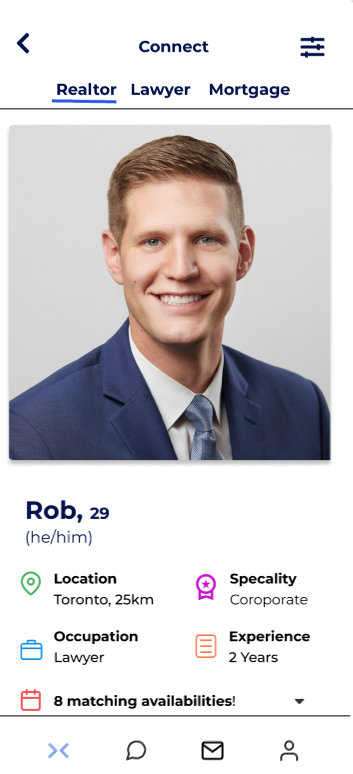 Connect
Realtor Lawyer Mortgage
Rob, 29
(he/him)
Location
Toronto, 25km
Specality
Coroporate
Occupation
Lawyer
Experience
2 Years
8 matching availabilities!